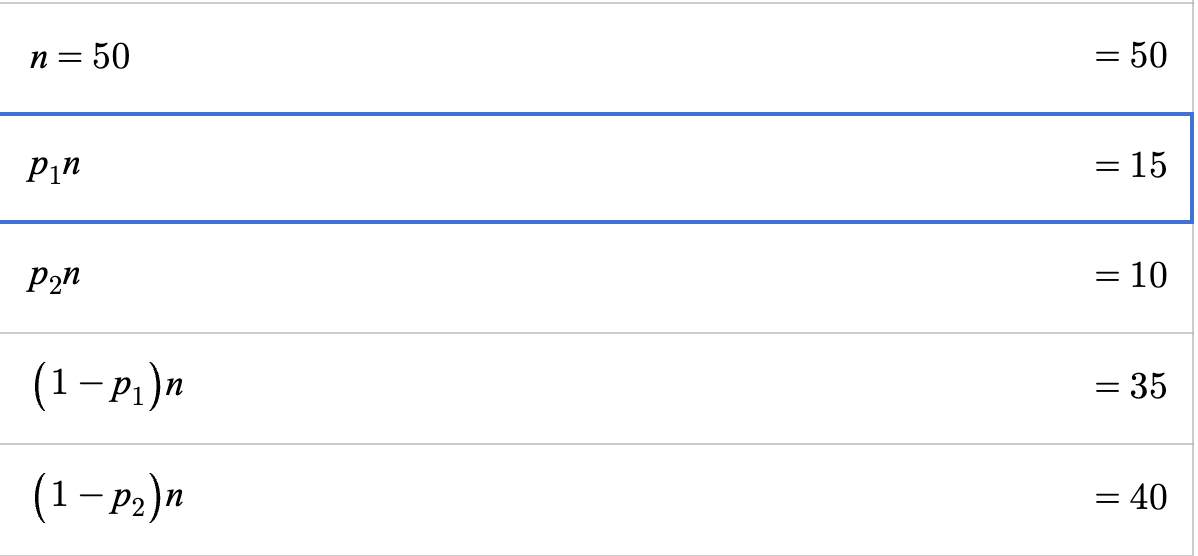 n = 50 = 50
p₁n = 15
p₂n = 10
(1 − p₁)n = 35
(1 − p₂)n = 40